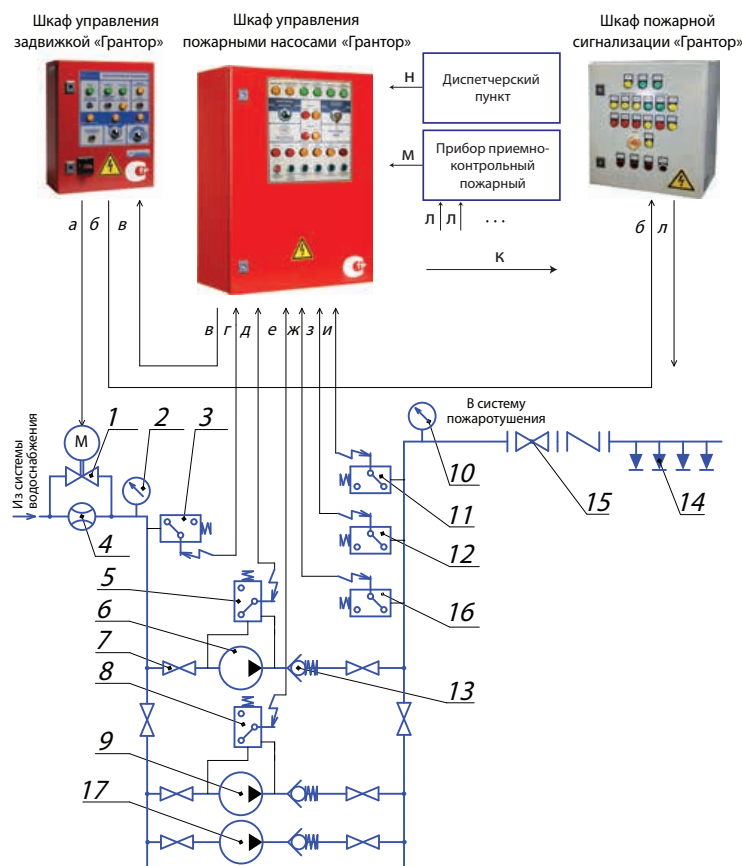 Шкаф управления
задвижкой «Грантор»
Шкаф управления
пожарными насосами «Грантор»
Шкаф пожарной
сигнализации «Грантор»
н
Диспетчерский
пункт
м
Прибор приемно-
контрольный
пожарный
л л ...
к
а б в
б л
в г д е ж з и
Из системы
водоснабжения
М
1
2
3
4
В систему
пожаротушения
10
15
14
11
12
16
5
6
7
8
13
9
17